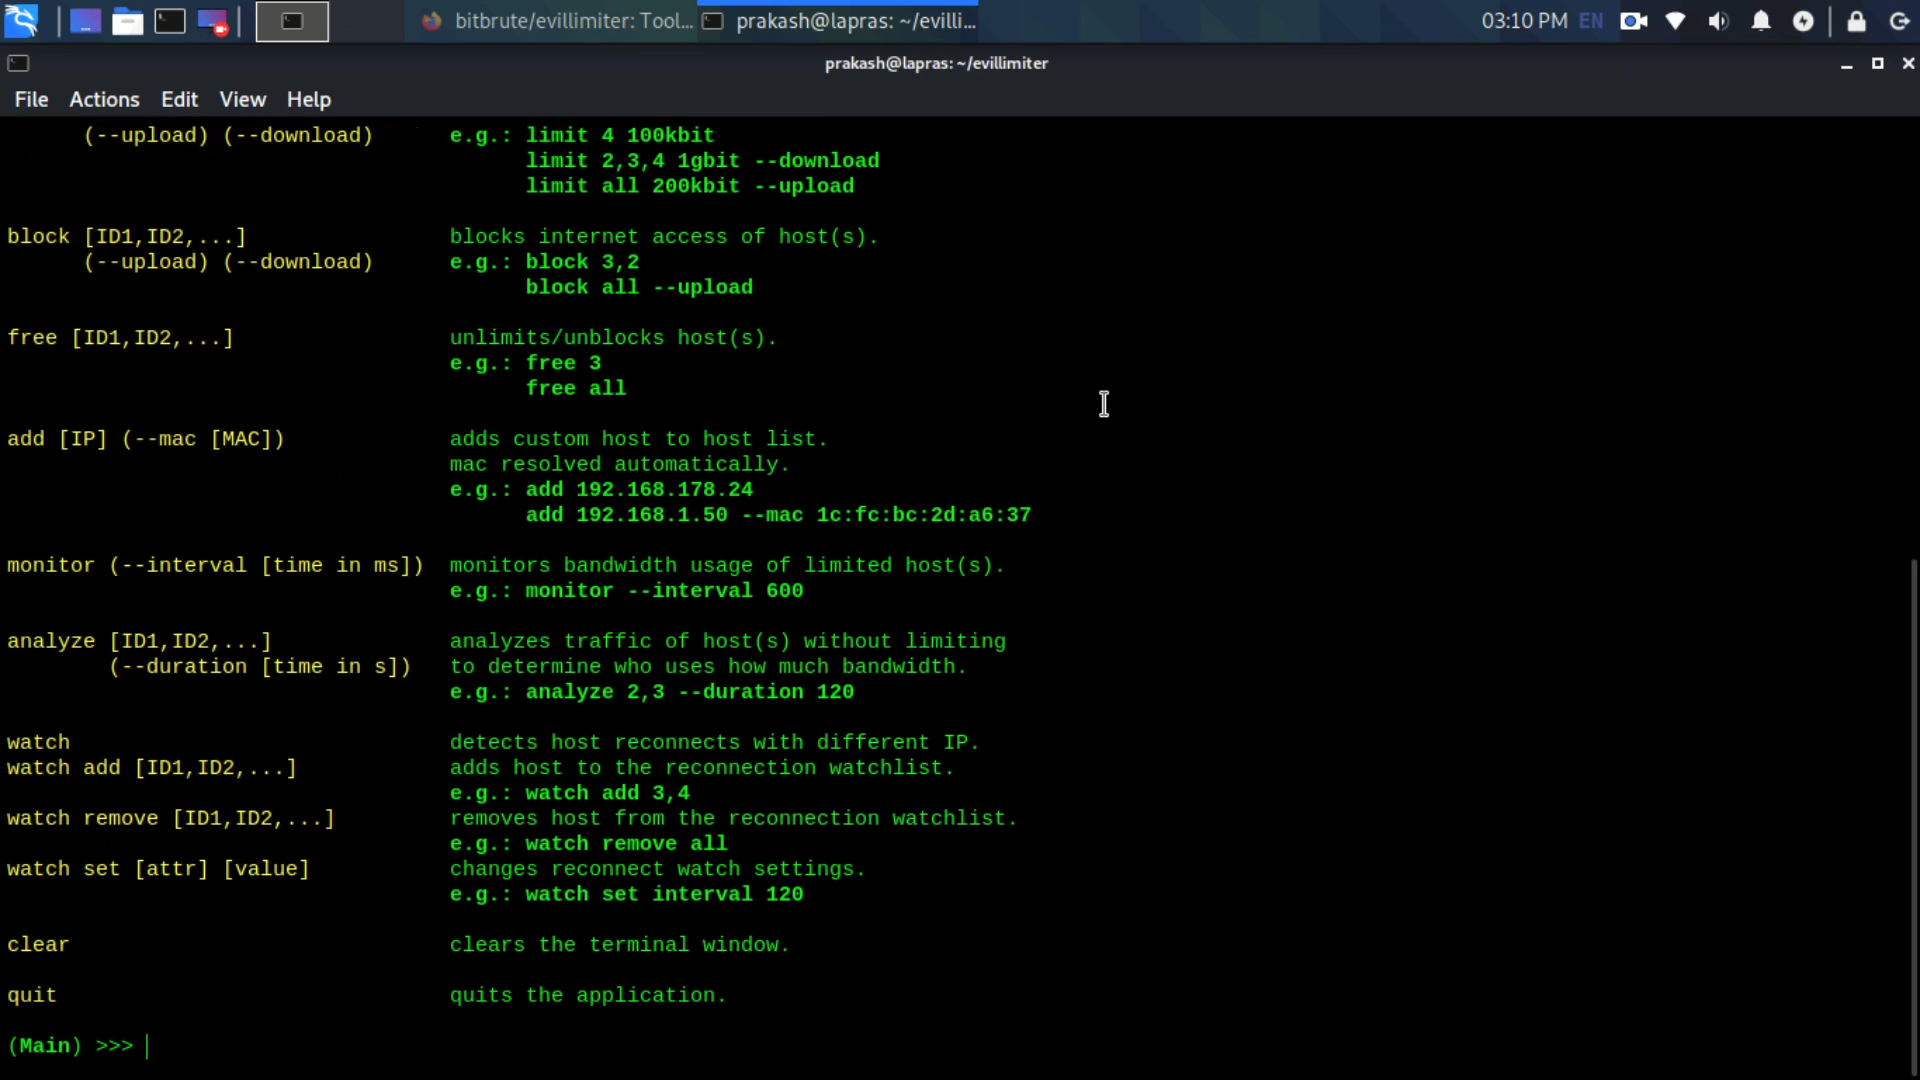 bitbrute/evillimiter: Tool...
prakash@lapras: ~/evilli...
03:10 PM
EN
prakash@lapras: ~/evillimiter
File Actions Edit View Help
(--upload) (--download) e.g.: limit 4 100kbit
limit 2,3,4 1gbit --download
limit all 200kbit --upload
block [ID1,ID2,...] blocks internet access of host(s).
(--upload) (--download) e.g.: block 3,2
block all --upload
free [ID1,ID2,...] unlimits/unblocks host(s).
e.g.: free 3
free all
add [IP] (--mac [MAC]) adds custom host to host list.
mac resolved automatically.
e.g.: add 192.168.178.24
add 192.168.1.50 --mac 1c:fc:bc:2d:a6:37
monitor (--interval [time in ms]) monitors bandwidth usage of limited host(s).
e.g.: monitor --interval 600
analyze [ID1,ID2,...] analyzes traffic of host(s) without limiting
(--duration [time in s]) to determine who uses how much bandwidth.
e.g.: analyze 2,3 --duration 120
watch detects host reconnects with different IP.
watch add [ID1,ID2,...] adds host to the reconnection watchlist.
e.g.: watch add 3,4
watch remove [ID1,ID2,...] removes host from the reconnection watchlist.
e.g.: watch remove all
watch set [attr] [value] changes reconnect watch settings.
e.g.: watch set interval 120
clear clears the terminal window.
quit quits the application.
(Main) >>>